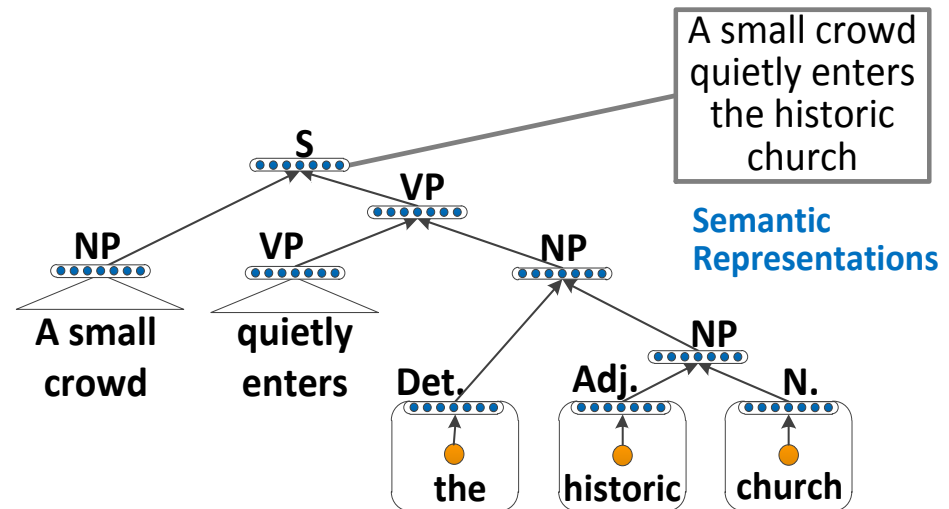 A small crowd
quietly enters
the historic
church
S
VP
Semantic
Representations
NP
VP
NP
A small
crowd
quietly
enters
NP
Det.
Adj.
N.
the
historic
church